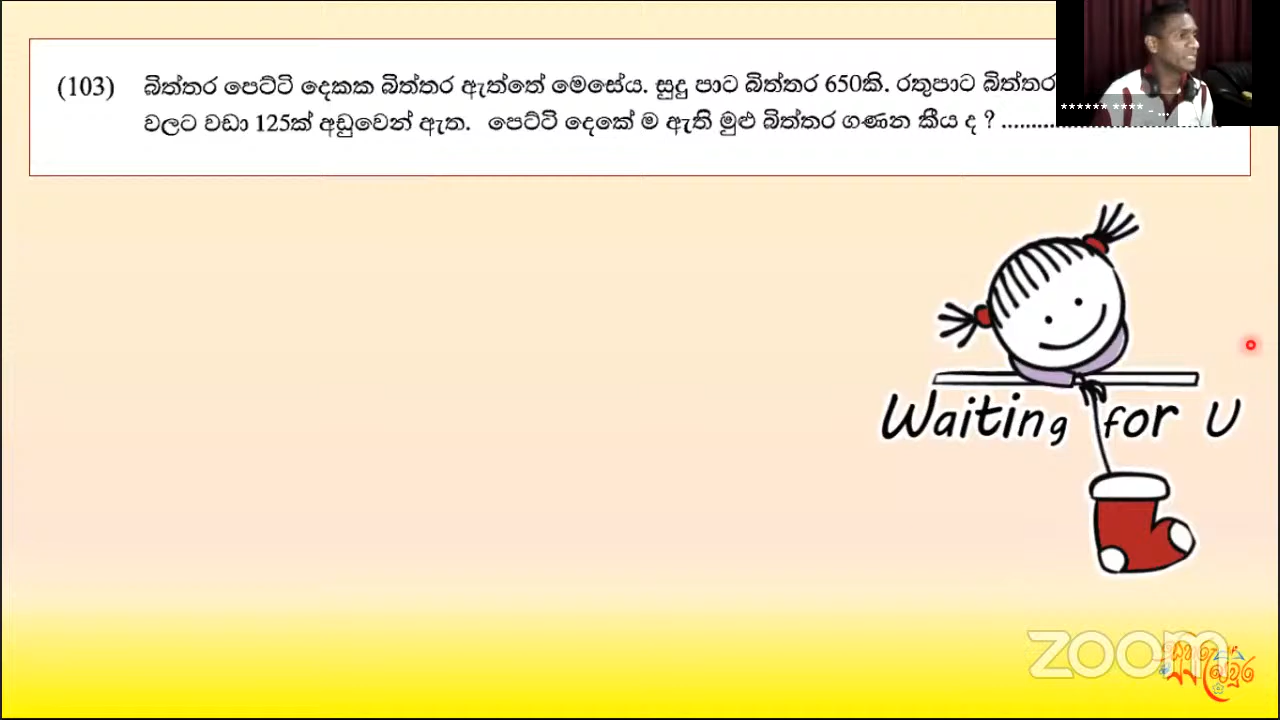 (103) බිත්තර පෙට්ටි දෙකක බිත්තර ඇත්තේ මෙසේය. සුදු පාට බිත්තර 650කි. රතුපාට බිත්තර
වලට වඩා 125ක් අඩුවෙන් ඇත. පෙට්ටි දෙකේ ම ඇති මුළු බිත්තර ගණන කීය ද ? ..............................
****** **** - ...
Waiting for U
ZOOM